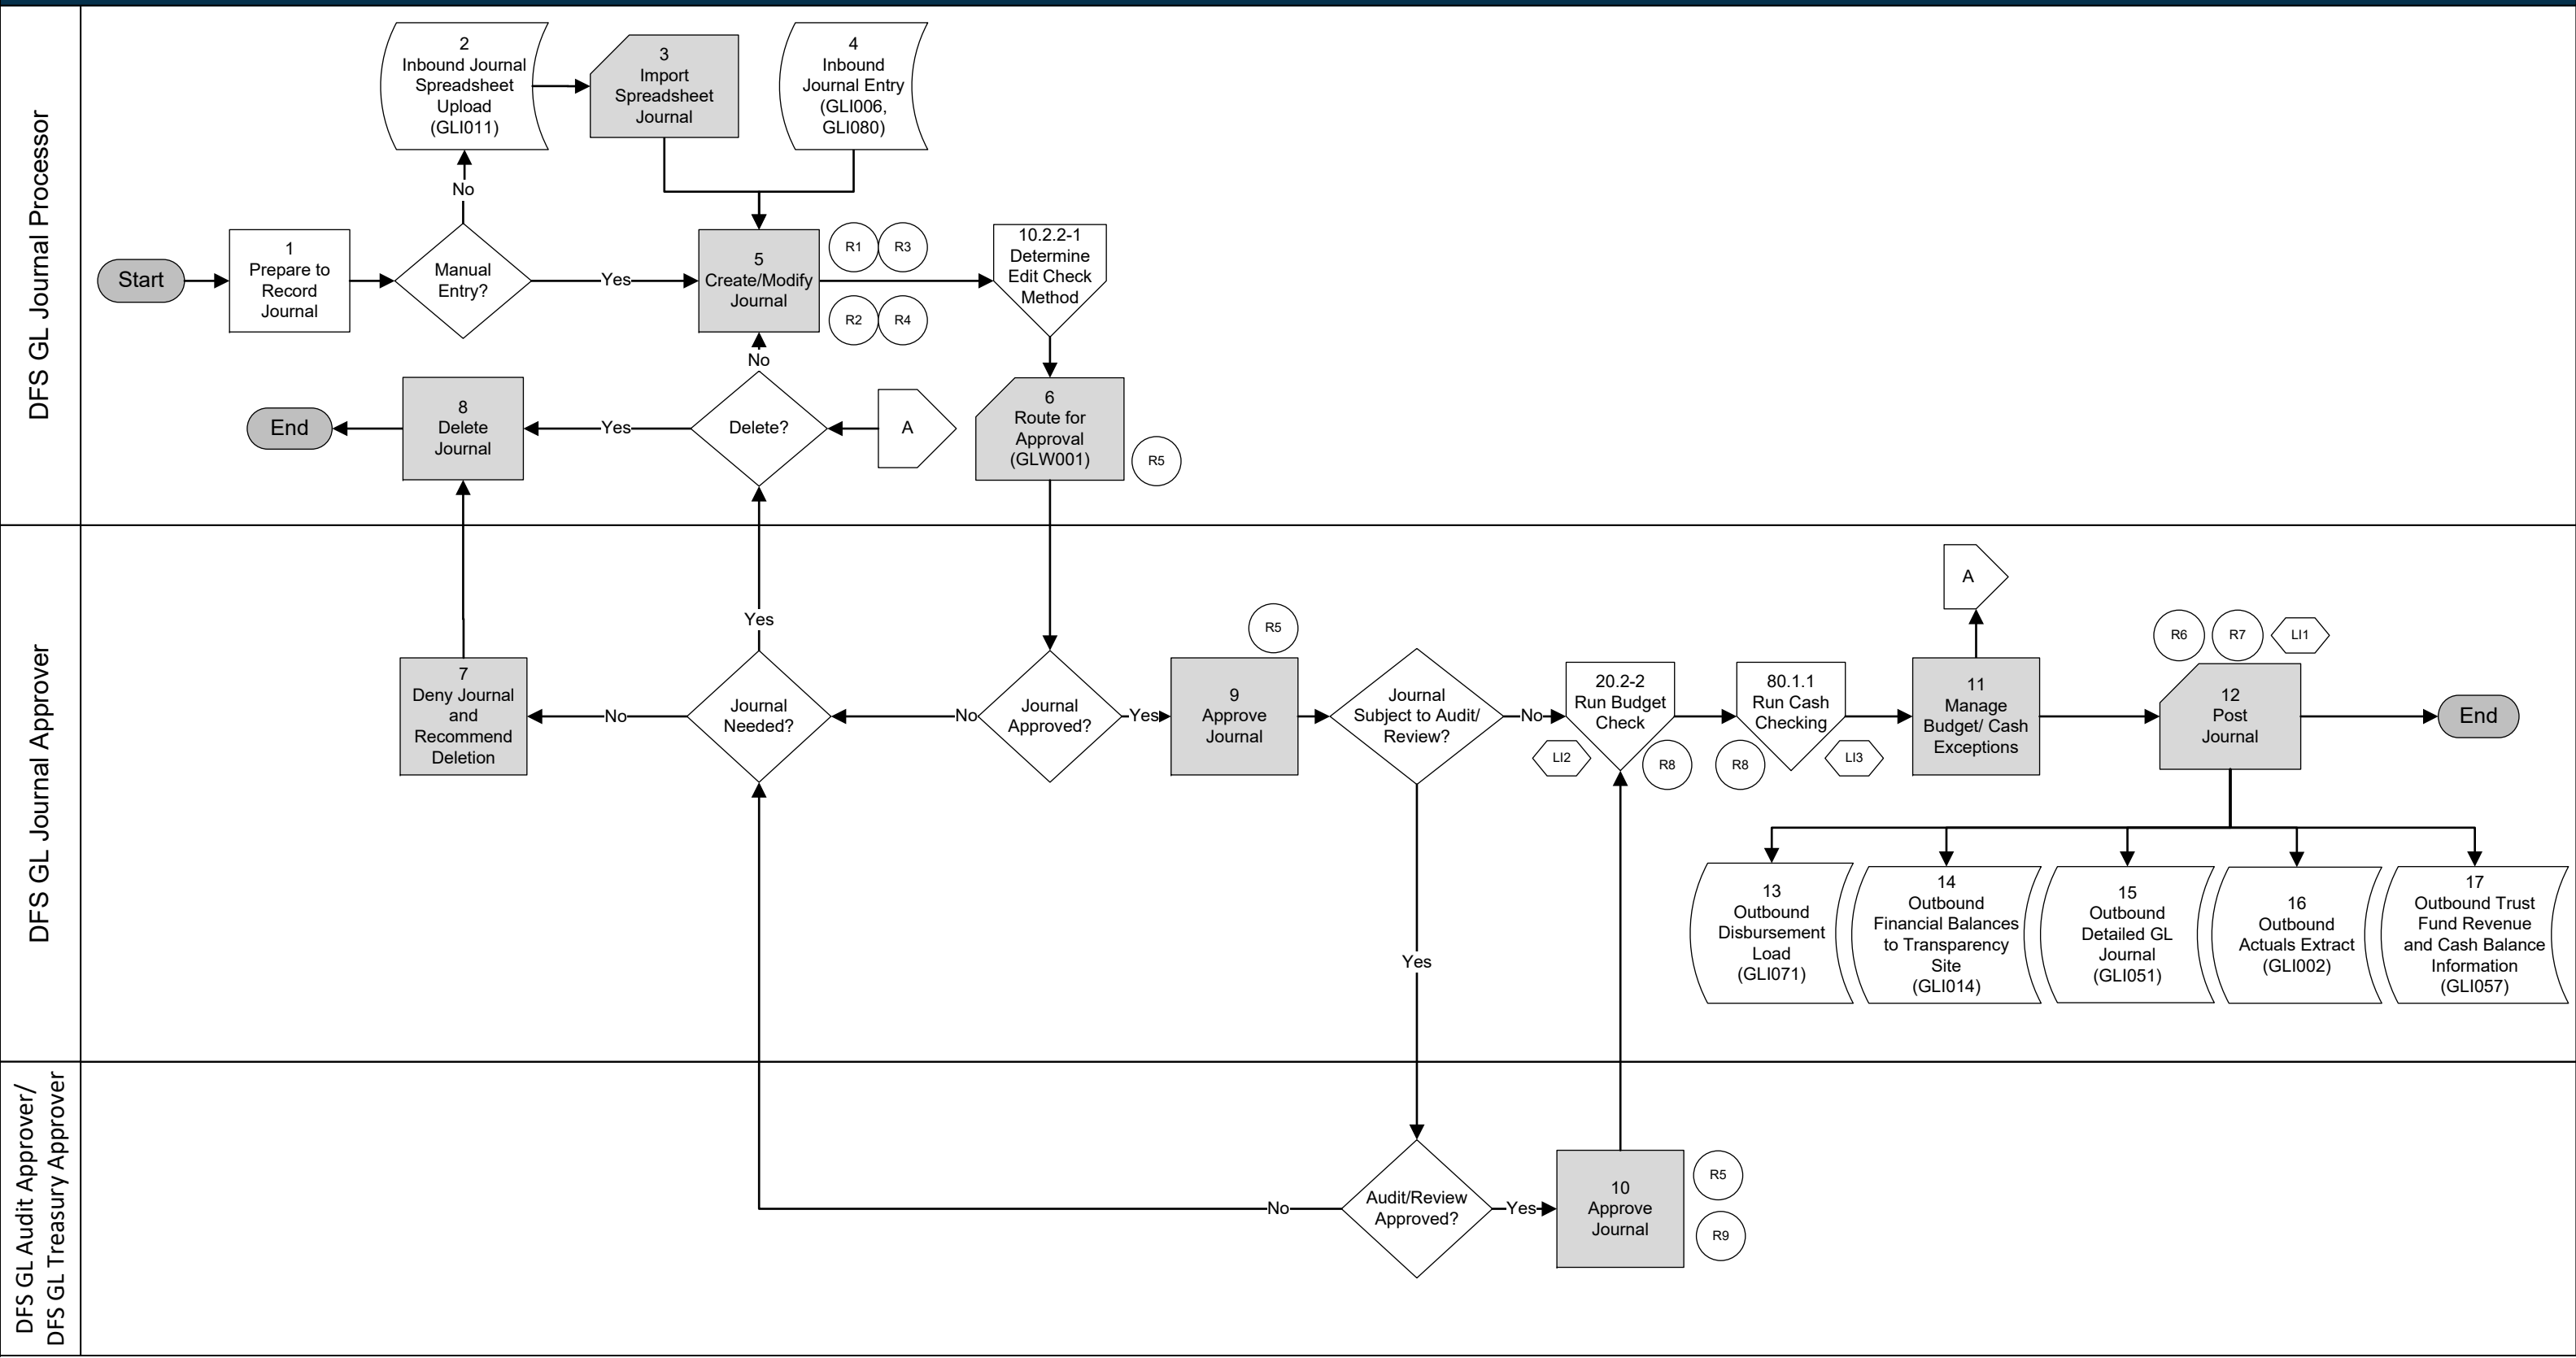 DFS GL Journal Processor
2
Inbound Journal
Spreadsheet
Upload
(GLI011)
3
Import
Spreadsheet
Journal
4
Inbound
Journal Entry
(GLI006,
GLI080)
No
Start
1
Prepare to
Record
Journal
Manual
Entry?
Yes
5
Create/Modify
Journal
R1
R3
R2
R4
10.2.2-1
Determine
Edit Check
Method
No
End
8
Delete
Journal
Yes
Delete?
A
6
Route for
Approval
(GLW001)
R5
DFS GL Journal Approver
Yes
7
Deny Journal
and
Recommend
Deletion
No
Journal
Needed?
No
Journal
Approved?
Yes
R5
9
Approve
Journal
Journal
Subject to Audit/
Review?
No
20.2-2
Run Budget
Check
LI2
R8
80.1.1
Run Cash
Checking
R8
LI3
A
11
Manage
Budget/ Cash
Exceptions
R6
R7
LI1
12
Post
Journal
End
13
Outbound
Disbursement
Load
(GLI071)
14
Outbound
Financial Balances
to Transparency
Site
(GLI014)
15
Outbound
Detailed GL
Journal
(GLI051)
16
Outbound
Actuals Extract
(GLI002)
17
Outbound Trust
Fund Revenue
and Cash Balance
Information
(GLI057)
Yes
DFS GL Audit Approver/
DFS GL Treasury Approver
No
Audit/Review
Approved?
Yes
10
Approve
Journal
R5
R9